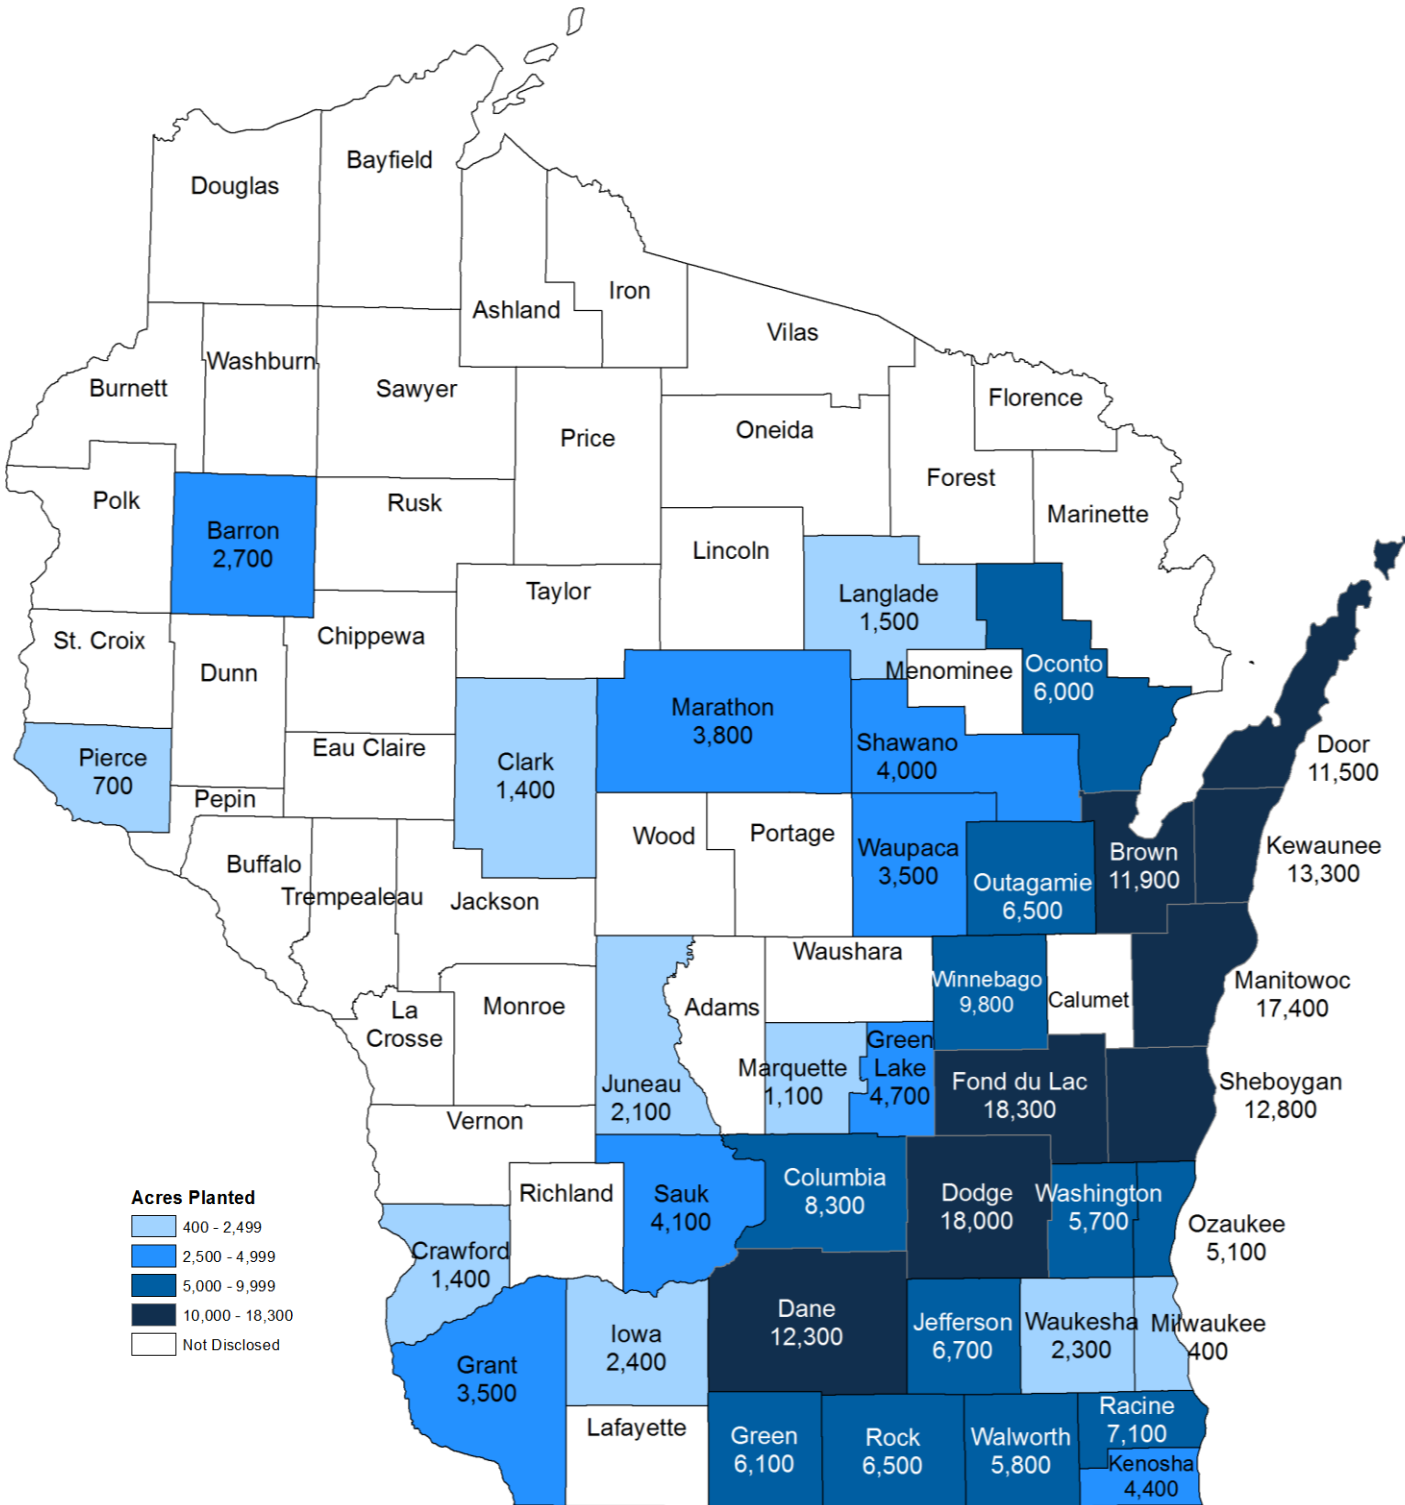 Bayfield
Douglas
Iron
Ashland
Vilas
Washburn
Burnett
Sawyer
Florence
Oneida
Price
Forest
Polk
Rusk
Marinette
Barron
2,700
Lincoln
Taylor
Langlade
1,500
Chippewa
St. Croix
Dunn
Menominee
Oconto
6,000
Marathon
3,800
Shawano
4,000
Door
11,500
Eau Claire
Pierce
700
Clark
1,400
Pepin
Wood
Portage
Waupaca
3,500
Brown
11,900
Kewaunee
13,300
Buffalo
Outagamie
6,500
Trempealeau
Jackson
Waushara
Winnebago
9,800
Calumet
Manitowoc
17,400
Monroe
Adams
La
Crosse
Green
Lake
4,700
Marquette
1,100
Juneau
2,100
Fond du Lac
18,300
Sheboygan
12,800
Vernon
Columbia
8,300
Richland
Sauk
4,100
Dodge
18,000
Washington
5,700
Ozaukee
5,100
Acres Planted
400 - 2,499
2,500 - 4,999
5,000 - 9,999
10,000 - 18,300
Not Disclosed
Crawford
1,400
Dane
12,300
Jefferson
6,700
Waukesha
2,300
Milwaukee
400
Iowa
2,400
Grant
3,500
Lafayette
Racine
7,100
Green
6,100
Rock
6,500
Walworth
5,800
Kenosha
4,400